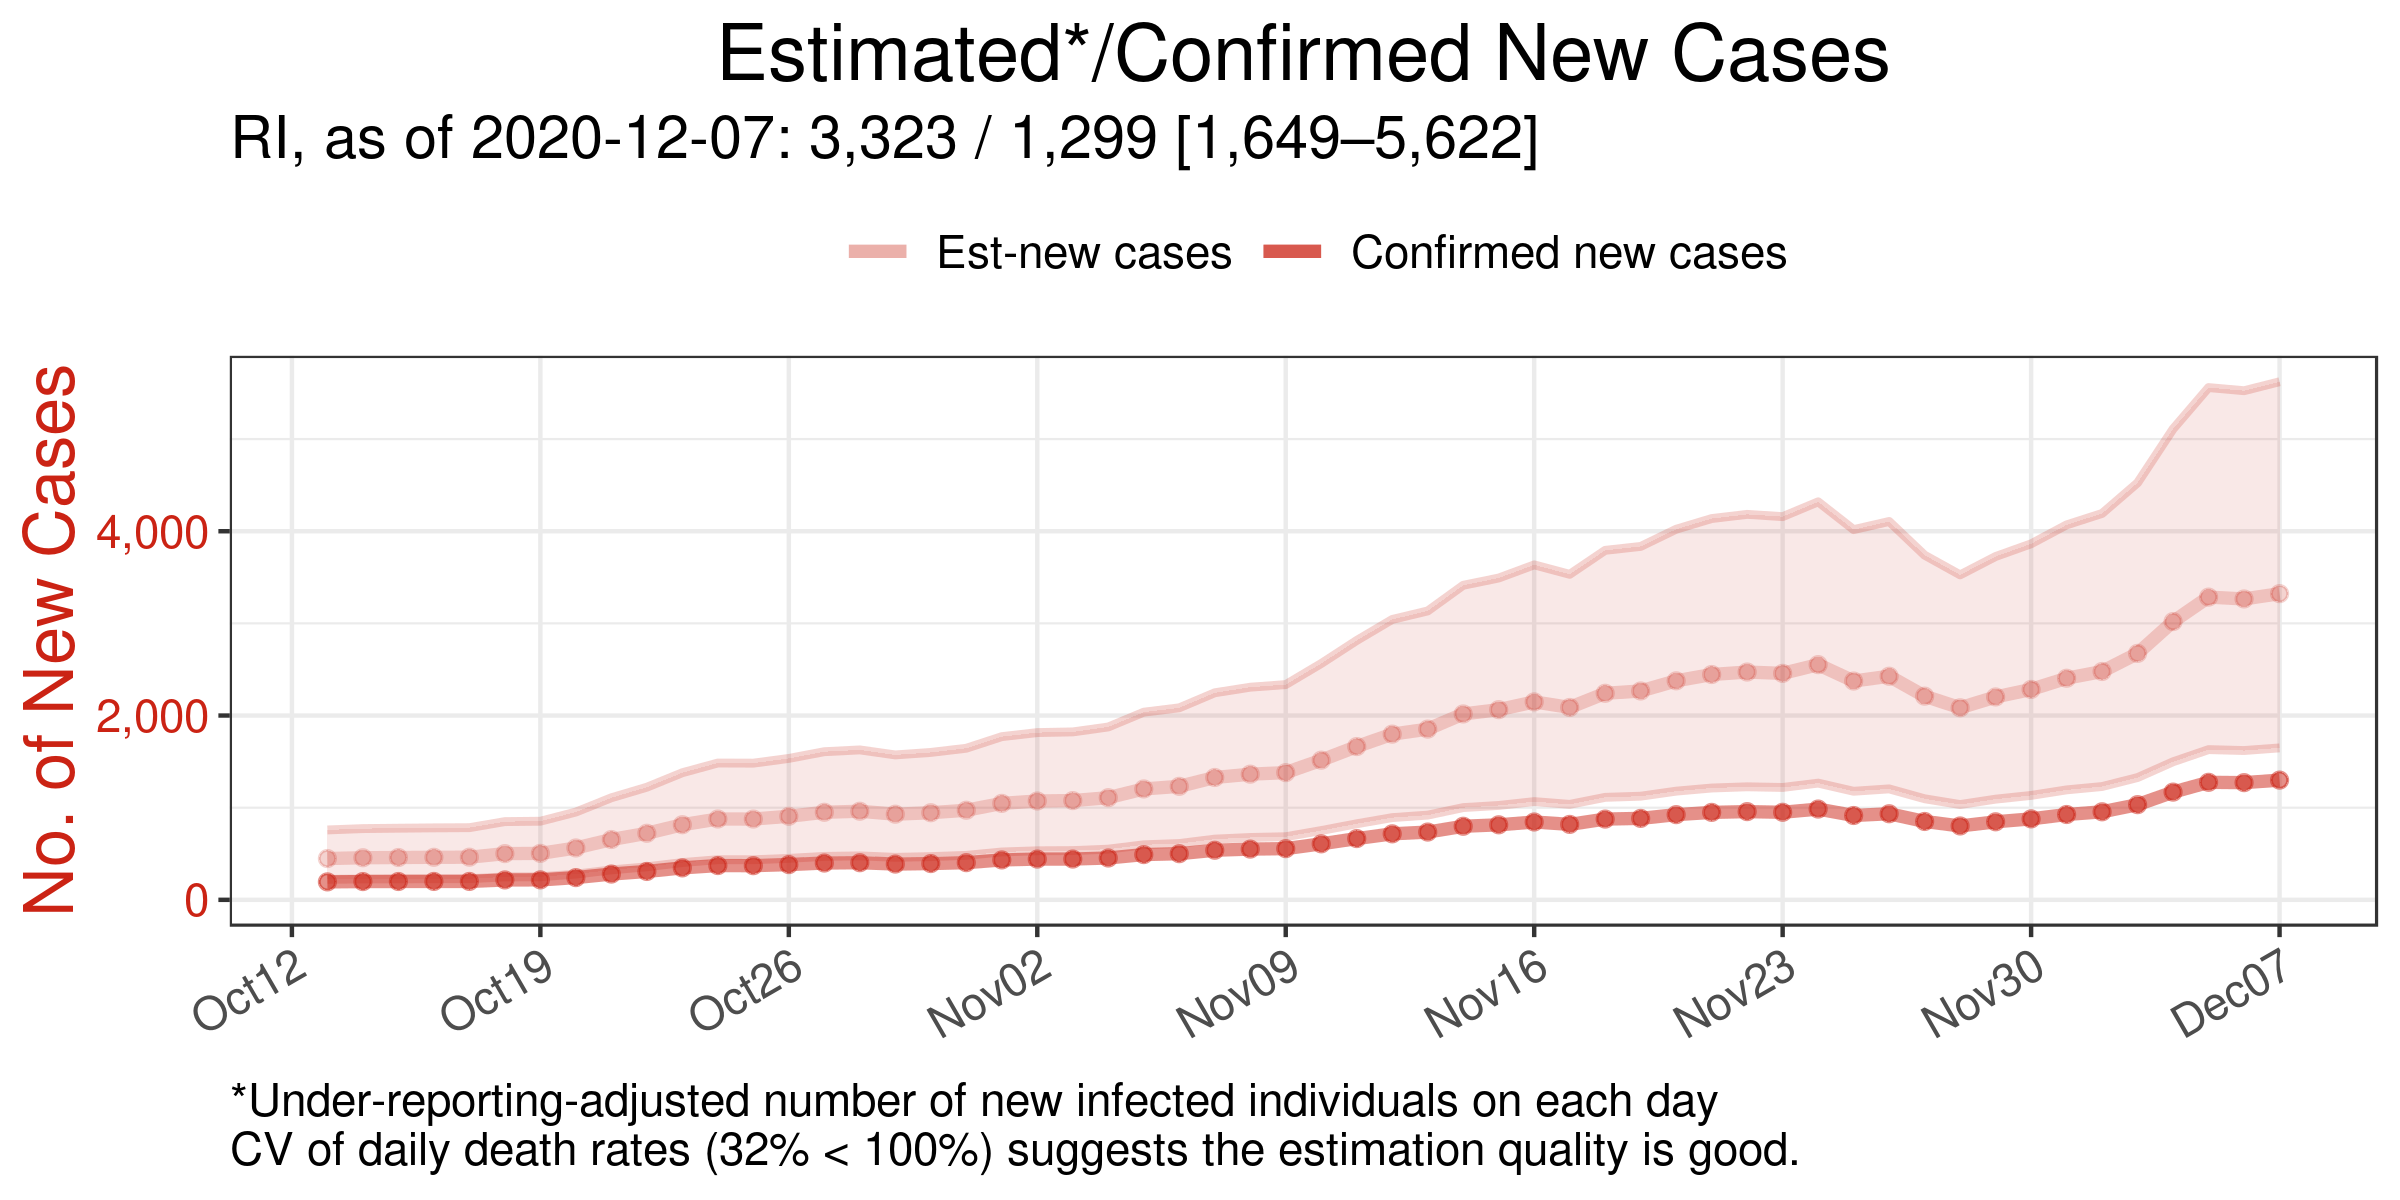 Estimated*/Confirmed New Cases
RI, as of 2020-12-07: 3,323 / 1,299 [1,649–5,622]
Est-new cases Confirmed new cases
No. of New Cases
4,000
2,000
0
Oct12 Oct19 Oct26 Nov02 Nov09 Nov16 Nov23 Nov30 Dec07
*Under-reporting-adjusted number of new infected individuals on each day
CV of daily death rates (32% < 100%) suggests the estimation quality is good.